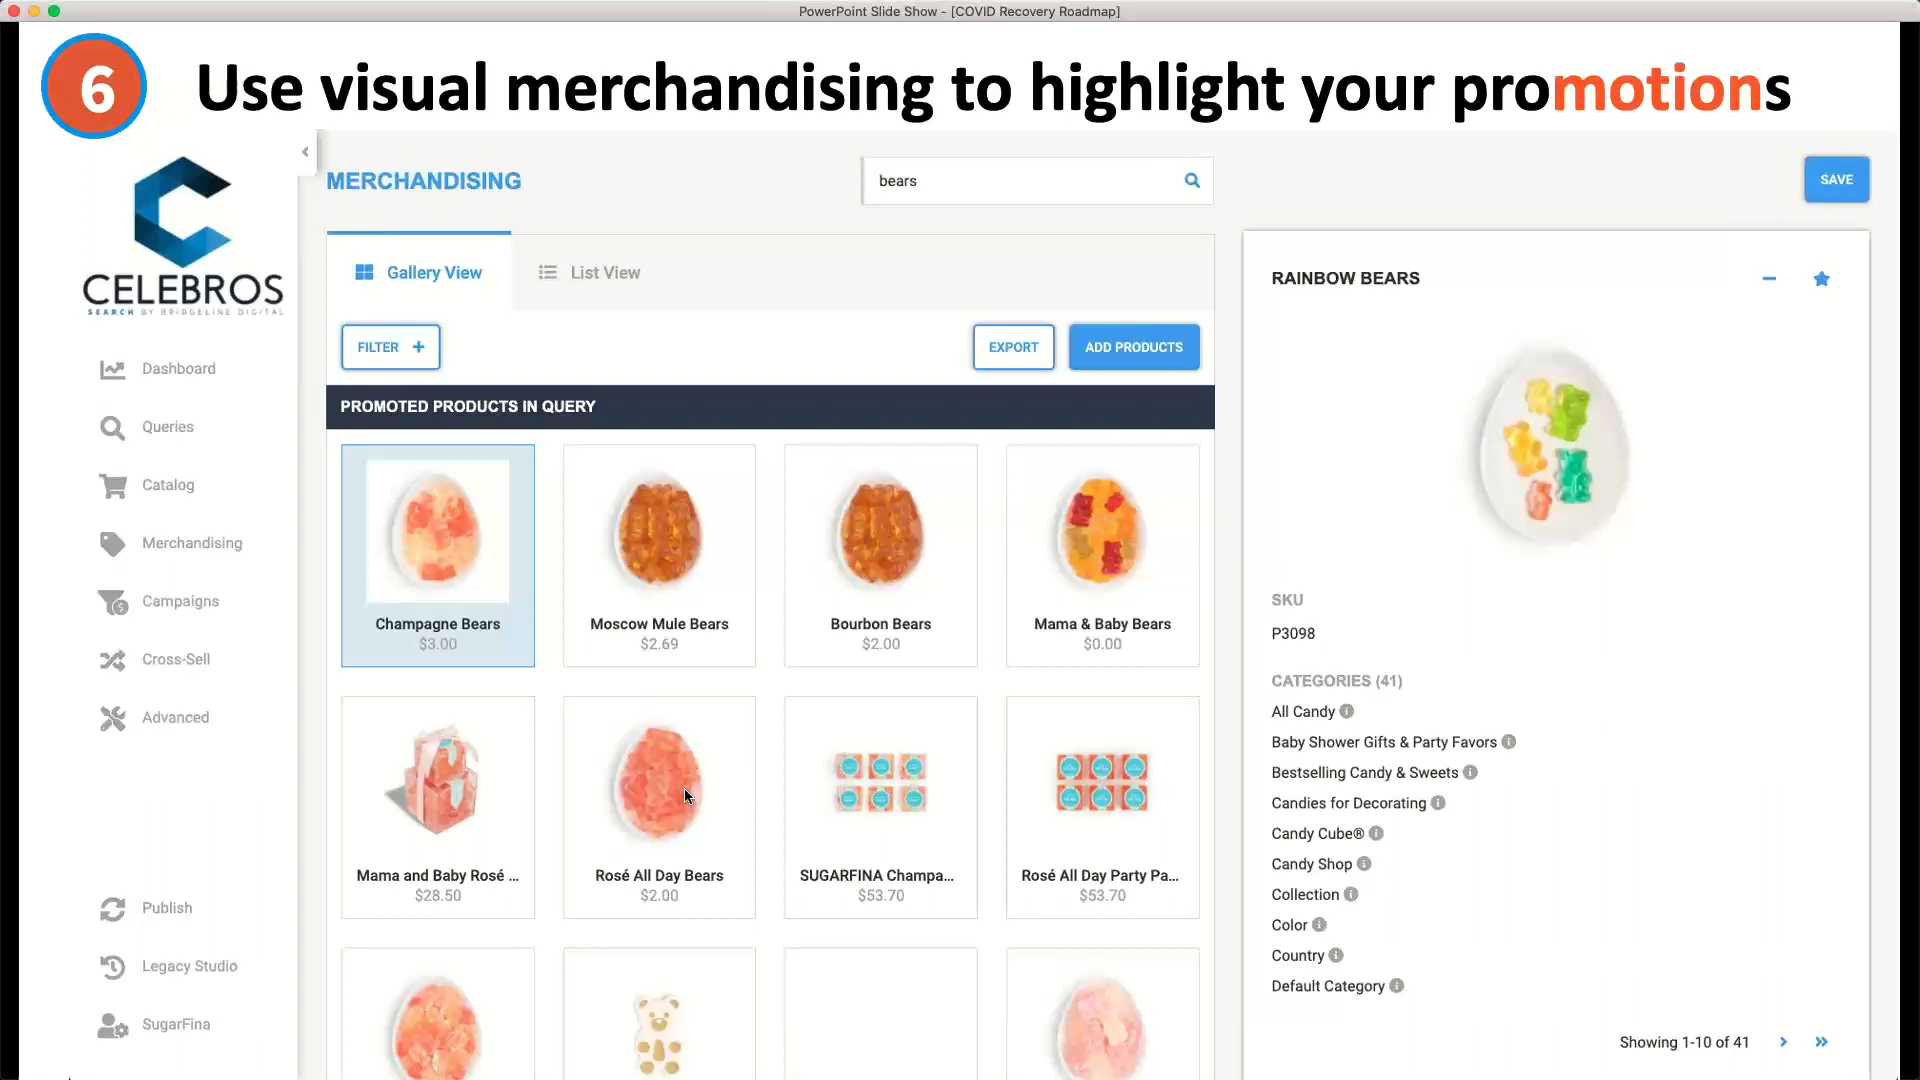 PowerPoint Slide Show - [COVID Recovery Roadmap]
6 Use visual merchandising to highlight your promotions
CELEBROS
SEARCH BY BRIDGELINE DIGITAL
MERCHANDISING
bears
SAVE
Gallery View
List View
FILTER +
EXPORT
ADD PRODUCTS
PROMOTED PRODUCTS IN QUERY
Champagne Bears
$3.00
Moscow Mule Bears
$2.69
Bourbon Bears
$2.00
Mama & Baby Bears
$0.00
Mama and Baby Rosé ...
$28.50
Rosé All Day Bears
$2.00
SUGARFINA Champa...
$53.70
Rosé All Day Party Pa...
$53.70
Dashboard
Queries
Catalog
Merchandising
Campaigns
Cross-Sell
Advanced
Publish
Legacy Studio
SugarFina
RAINBOW BEARS
SKU
P3098
CATEGORIES (41)
All Candy
Baby Shower Gifts & Party Favors
Bestselling Candy & Sweets
Candies for Decorating
Candy Cube®
Candy Shop
Collection
Color
Country
Default Category
Showing 1-10 of 41